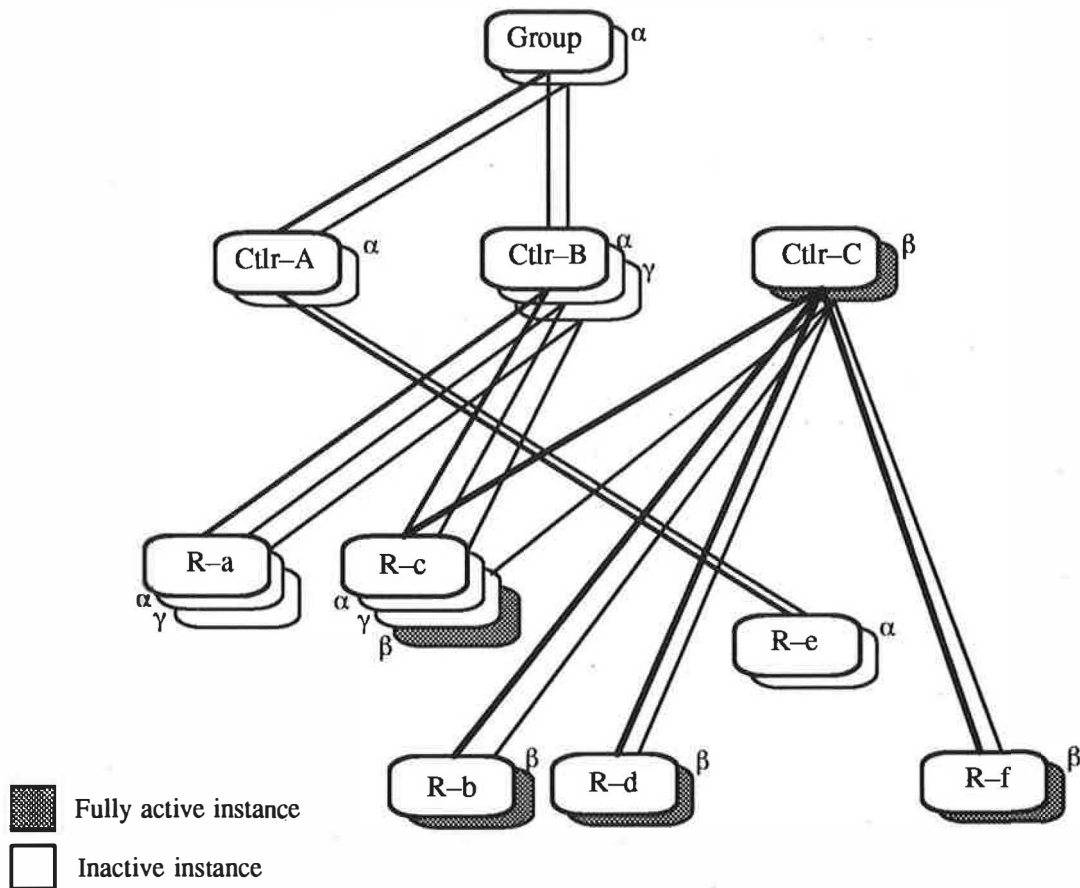 Group
α
Ctlr–A
α
Ctlr–B
α
γ
Ctlr–C
β
R–a
α
γ
R–c
α
γ
β
R–e
α
R–b
β
R–d
β
R–f
β
Fully active instance
Inactive instance